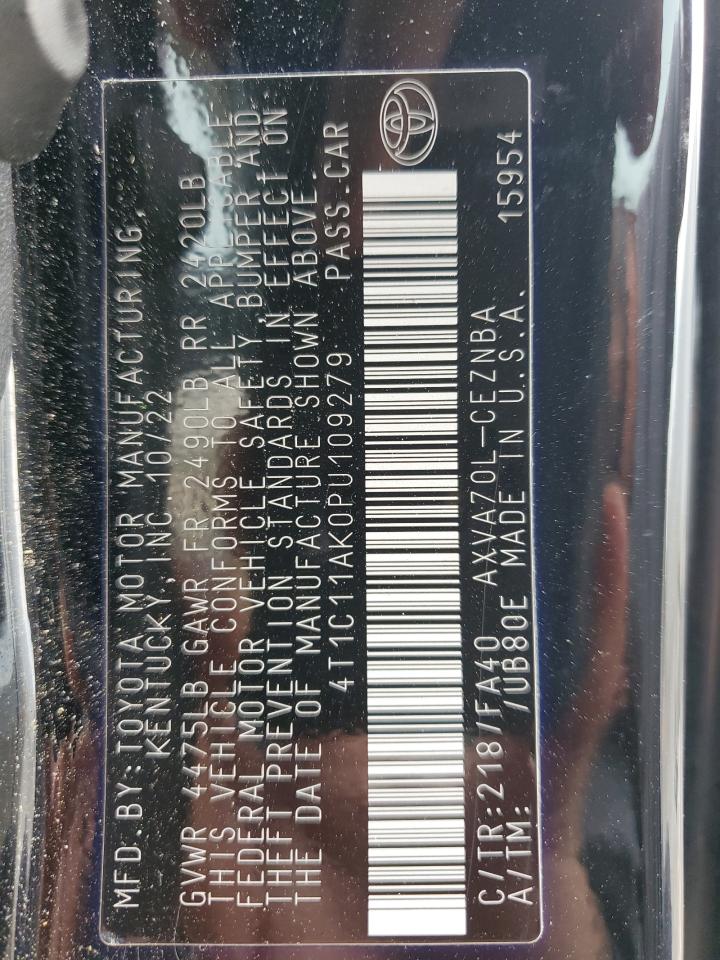 MFD.BY:TOYOTA MOTOR MANUFACTURING,
KENTUCKY, INC 10/22
GVWR 4475LB GAWR FR 2490LB RR 2420LB
THIS VEHICLE CONFORMS TO ALL APPLICABLE
FEDERAL MOTOR VEHICLE SAFETY, BUMPER AND
THEFT PREVENTION STANDARDS IN EFFECT ON
THE DATE OF MANUFACTURE SHOWN ABOVE.
4T1C11AK0PU109279 PASS.CAR
C/TR:218/FA40 AXVA70L-CEZNBA 15954
A/TM: /UB80E MADE IN U.S.A.